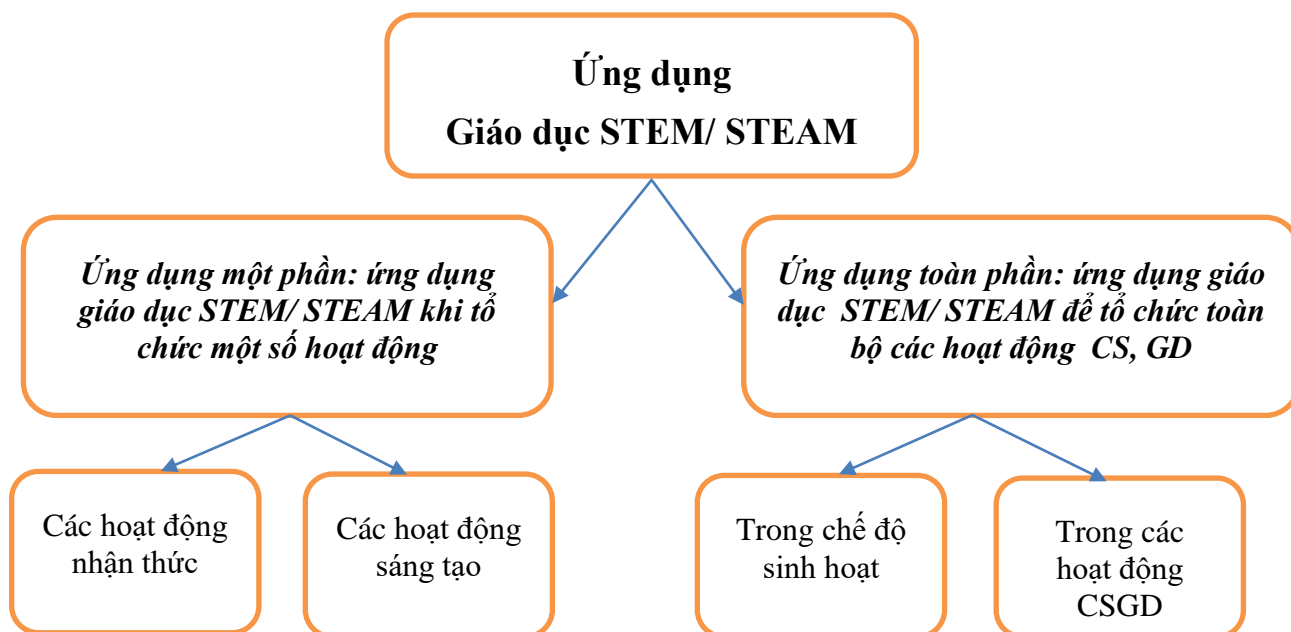 Ứng dụng
Giáo dục STEM/ STEAM
Ứng dụng một phần: ứng dụng
giáo dục STEM/ STEAM khi tổ
chức một số hoạt động
Ứng dụng toàn phần: ứng dụng giáo
dục STEM/ STEAM để tổ chức toàn
bộ các hoạt động CS, GD
Các hoạt động
nhận thức
Các hoạt động
sáng tạo
Trong chế độ
sinh hoạt
Trong các
hoạt động
CSGD